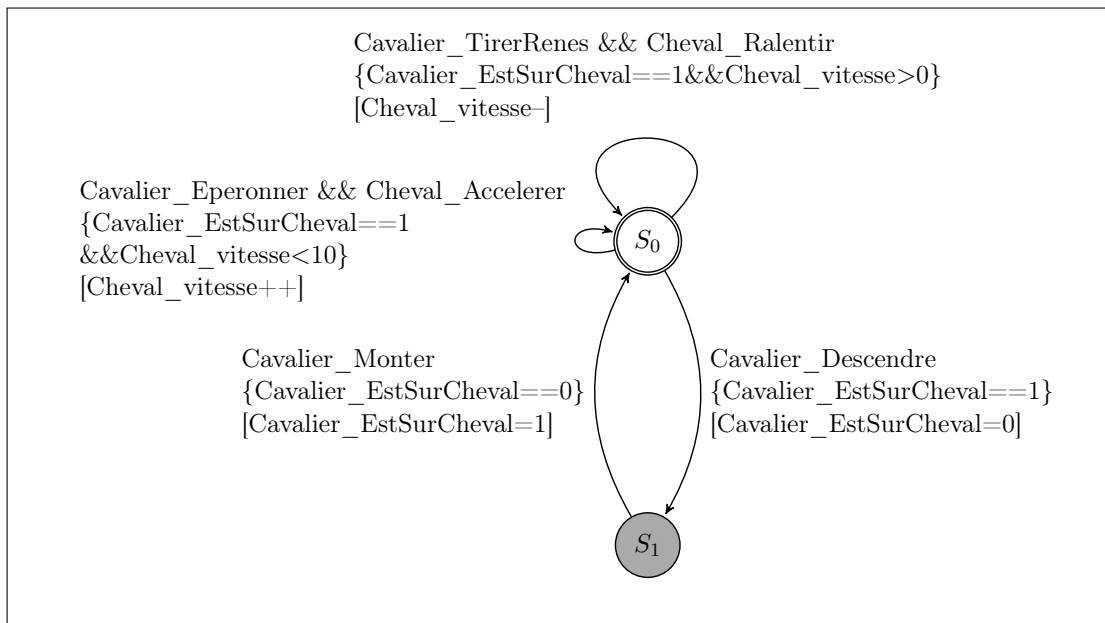 Cavalier_TirerRenes && Cheval_Ralentir
{Cavalier_EstSurCheval==1&&Cheval_vitesse>0}
[Cheval_vitesse–]
Cavalier_Eperonner && Cheval_Accelerer
{Cavalier_EstSurCheval==1
&&Cheval_vitesse<10}
[Cheval_vitesse++]
S₀
Cavalier_Monter
{Cavalier_EstSurCheval==0}
[Cavalier_EstSurCheval=1]
Cavalier_Descendre
{Cavalier_EstSurCheval==1}
[Cavalier_EstSurCheval=0]
S₁